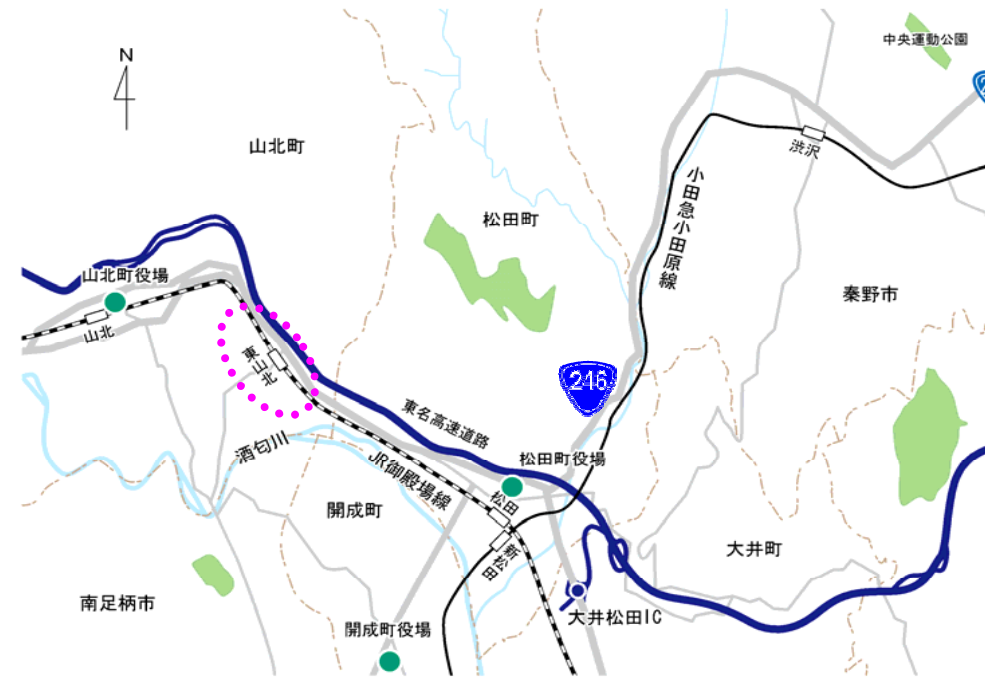 中央運動公園
N
2
山北町
渋沢
小田急小田原線
松田町
山北町役場
秦野市
山北
東山北
246
東名高速道路
酒匂川
松田町役場
JR御殿場線
松田
開成町
新松田
大井町
南足柄市
大井松田IC
開成町役場